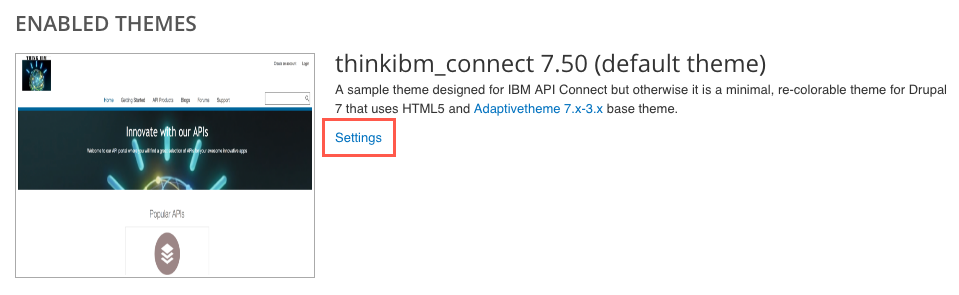 ENABLED THEMES
thinkibm_connect 7.50 (default theme)
A sample theme designed for IBM API Connect but otherwise it is a minimal, re-colorable theme for Drupal
7 that uses HTML5 and Adaptivetheme 7.x-3.x base theme.
Settings
THINK IBM
Create an account Login
Home Getting Started API Products Blogs Forums Support
Innovate with our APIs
Welcome to our API portal where you will find a great selection of APIs for your awesome innovative apps
Popular APIs